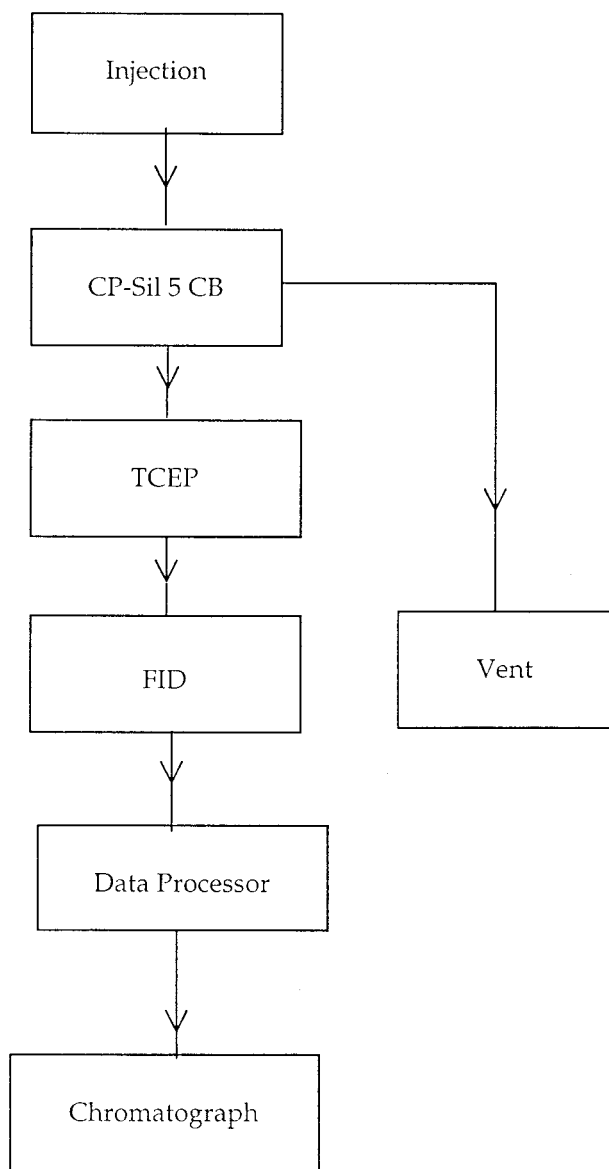 Injection
CP-Sil 5 CB
TCEP
FID
Vent
Data Processor
Chromatograph